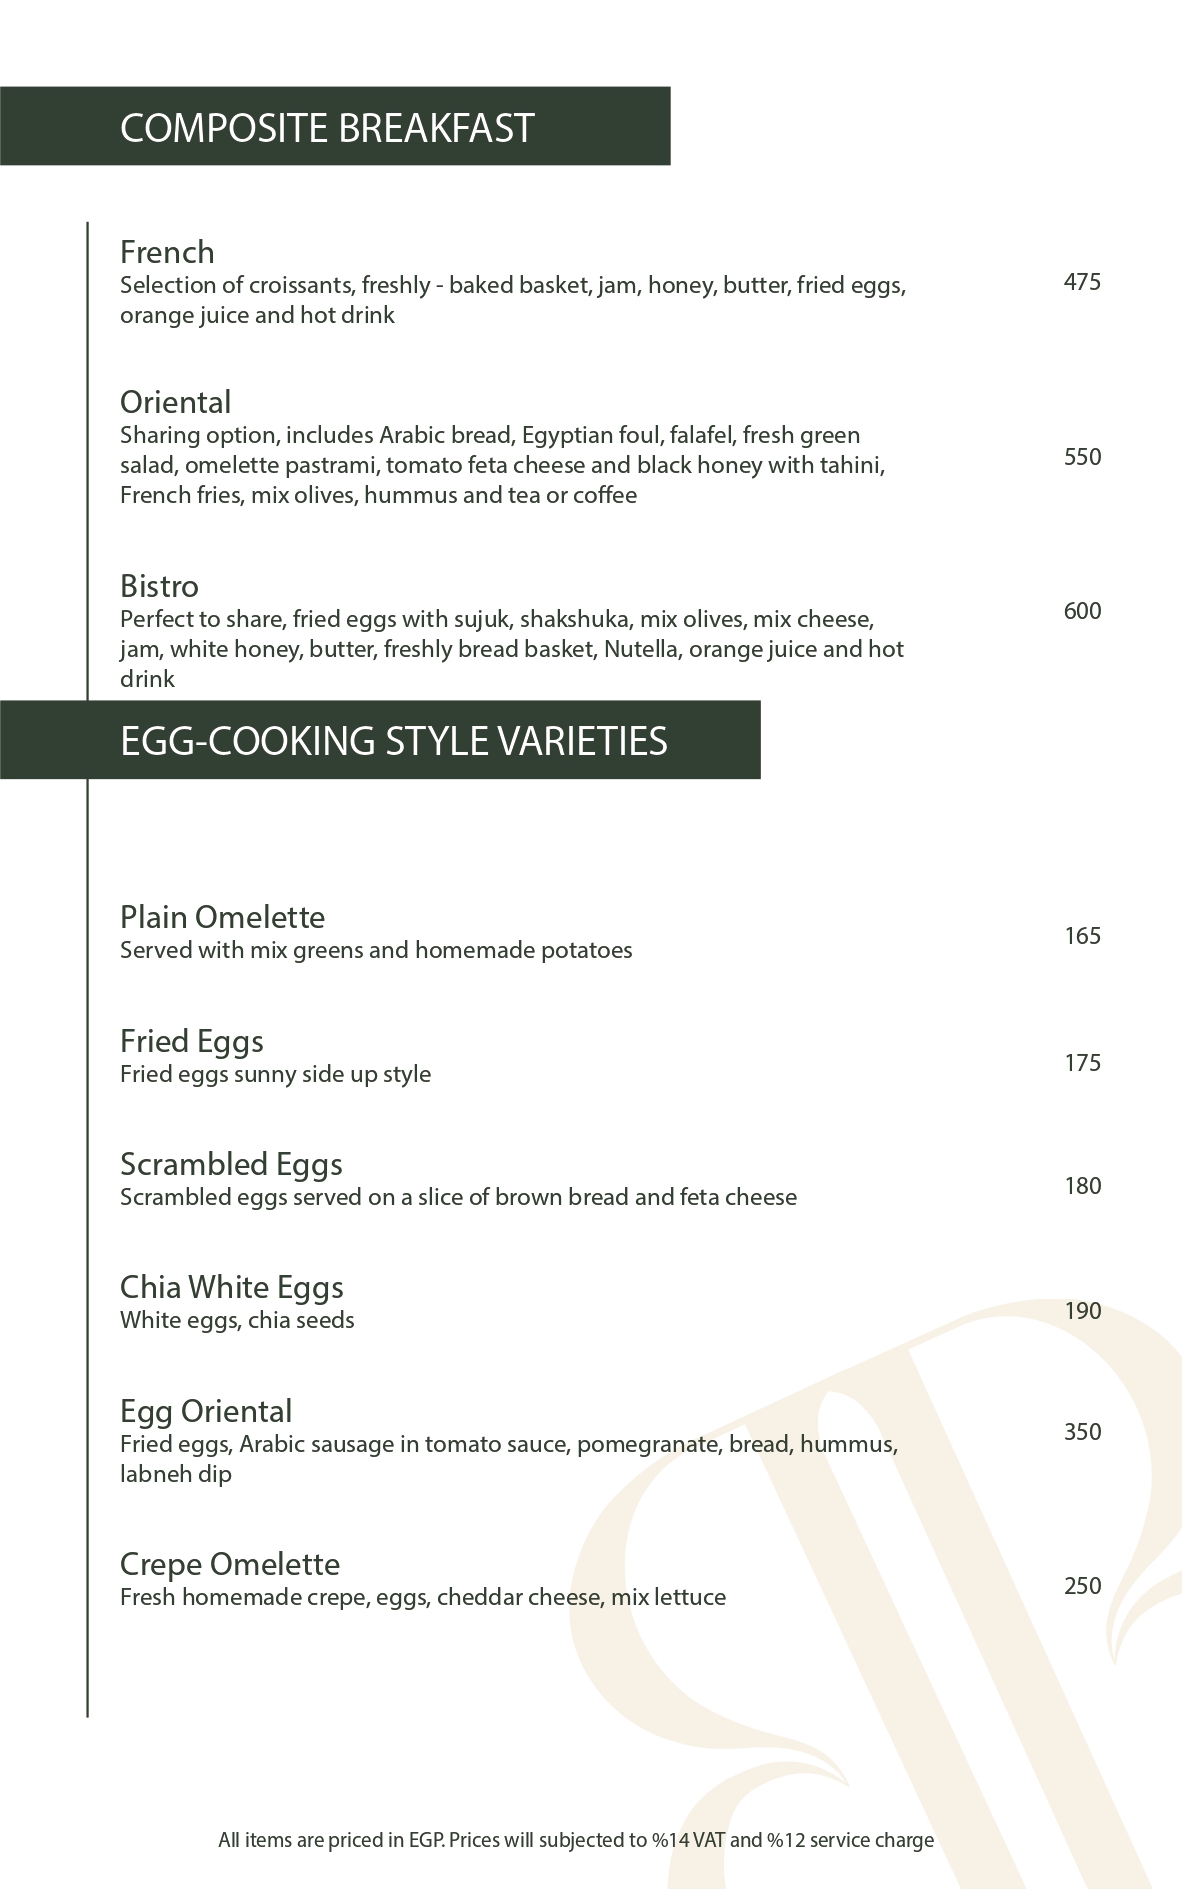 COMPOSITE BREAKFAST
French
Selection of croissants, freshly - baked basket, jam, honey, butter, fried eggs,
orange juice and hot drink
475
Oriental
Sharing option, includes Arabic bread, Egyptian foul, falafel, fresh green
salad, omelette pastrami, tomato feta cheese and black honey with tahini,
French fries, mix olives, hummus and tea or coffee
550
Bistro
Perfect to share, fried eggs with sujuk, shakshuka, mix olives, mix cheese,
jam, white honey, butter, freshly bread basket, Nutella, orange juice and hot
drink
600
EGG-COOKING STYLE VARIETIES
Plain Omelette
Served with mix greens and homemade potatoes
165
Fried Eggs
Fried eggs sunny side up style
175
Scrambled Eggs
Scrambled eggs served on a slice of brown bread and feta cheese
180
Chia White Eggs
White eggs, chia seeds
190
Egg Oriental
Fried eggs, Arabic sausage in tomato sauce, pomegranate, bread, hummus,
labneh dip
350
Crepe Omelette
Fresh homemade crepe, eggs, cheddar cheese, mix lettuce
250
All items are priced in EGP. Prices will subjected to %14 VAT and %12 service charge